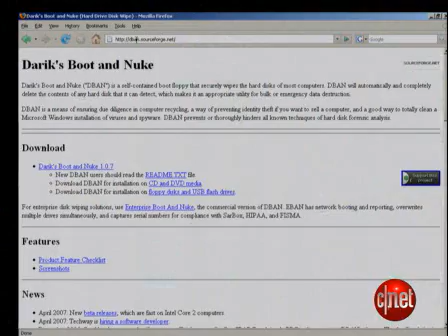 Darik's Boot and Nuke (Hard Drive Disk Wipe) - Mozilla Firefox
http://dban.sourceforge.net/
Darik's Boot and Nuke
SOURCEFORGE.NET
Darik's Boot and Nuke ("DBAN") is a self-contained boot floppy that securely wipes the hard disks of most computers. DBAN will automatically and completely
delete the contents of any hard disk that it can detect, which makes it an appropriate utility for bulk or emergency data destruction.
DBAN is a means of ensuring due diligence in computer recycling, a way of preventing identity theft if you want to sell a computer, and a good way to totally clean a
Microsoft Windows installation of viruses and spyware. DBAN prevents or thoroughly hinders all known techniques of hard disk forensic analysis.
Download
Darik's Boot and Nuke 1.0.7
New DBAN users should read the README.TXT file.
Download DBAN for installation on CD and DVD media
Download DBAN for installation on floppy disks and USB flash drives.
Support this project
For enterprise disk wiping solutions, use Enterprise Boot and Nuke, the commercial version of DBAN. EBAN has network booting and reporting, overwrites
multiple drives simultaneously, and captures serial numbers for compliance with SarBox, HIPAA, and FISMA.
Features
Product Feature Checklist
Screenshots
News
April 2007. New beta releases, which are fast on Intel Core 2 computers.
April 2007. Techway is hiring a software developer.
c|net
Done